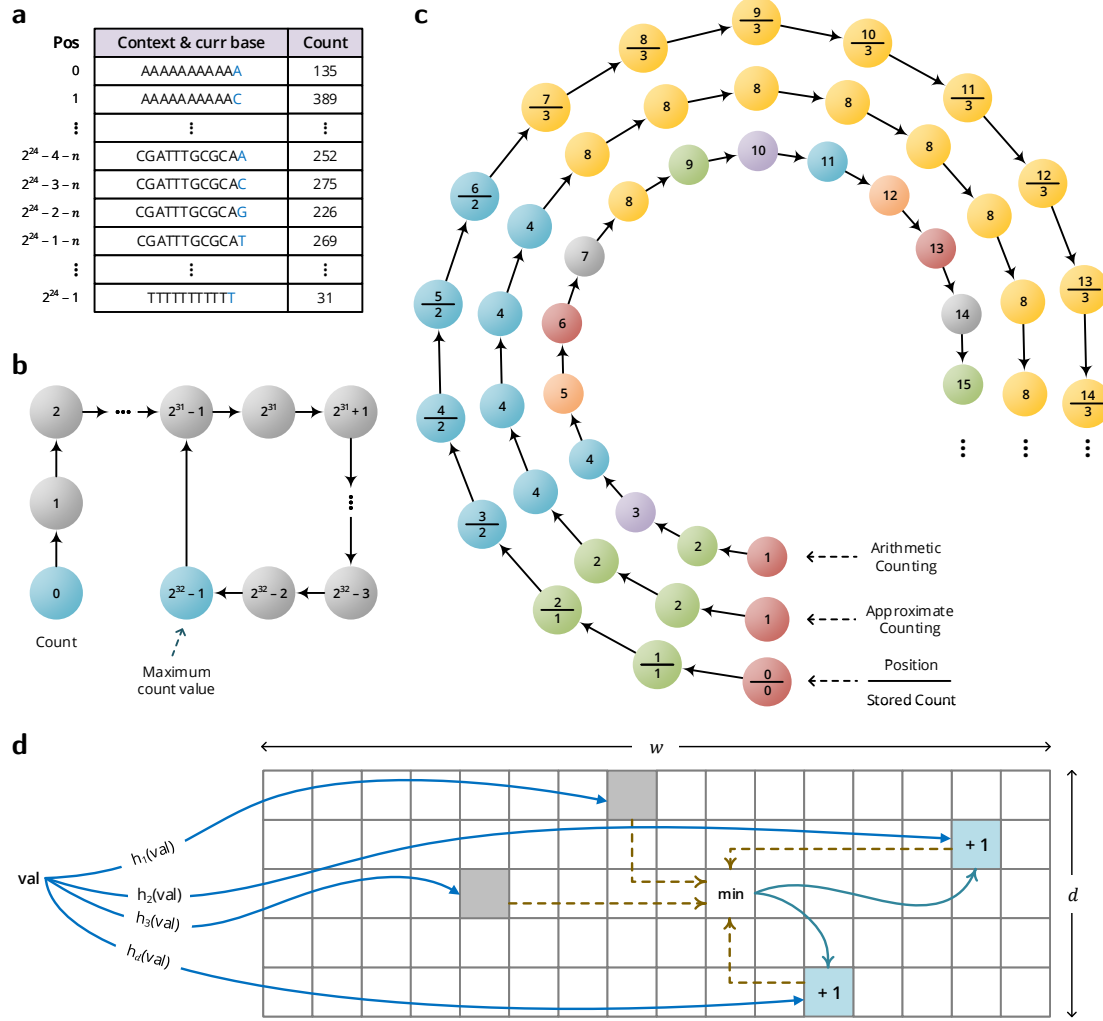 a
Pos Context & curr base Count
0 AAAAAAAAAAA 135
1 AAAAAAAAAAC 389
⋮ ⋮ ⋮
2²⁴ – 4 – n CGATTTGCGCAA 252
2²⁴ – 3 – n CGATTTGCGCAC 275
2²⁴ – 2 – n CGATTTGCGCAG 226
2²⁴ – 1 – n CGATTTGCGCAT 269
⋮ ⋮ ⋮
2²⁴ – 1 TTTTTTTTTTT 31
b
2 ••• 2³¹ – 1 2³¹ 2³¹ + 1
1 ⋮
0 2³² – 1 2³² – 2 2³² – 3
Count
Maximum
count value
c
1 2 3 4 5 6 7 8 9 10 11 12 13 14 15 ⋮
Arithmetic
Counting
1 2 2 4 4 4 4 4 8 8 8 8 8 8 8 8 ⋮
Approximate
Counting
0/0 1/1 2/1 3/2 4/2 5/2 6/2 7/3 8/3 9/3 10/3 11/3 12/3 13/3 14/3 ⋮
Position
Stored Count
d
w
val
h₁(val)
h₂(val)
h₃(val)
h_d(val)
+ 1
min
+ 1
d